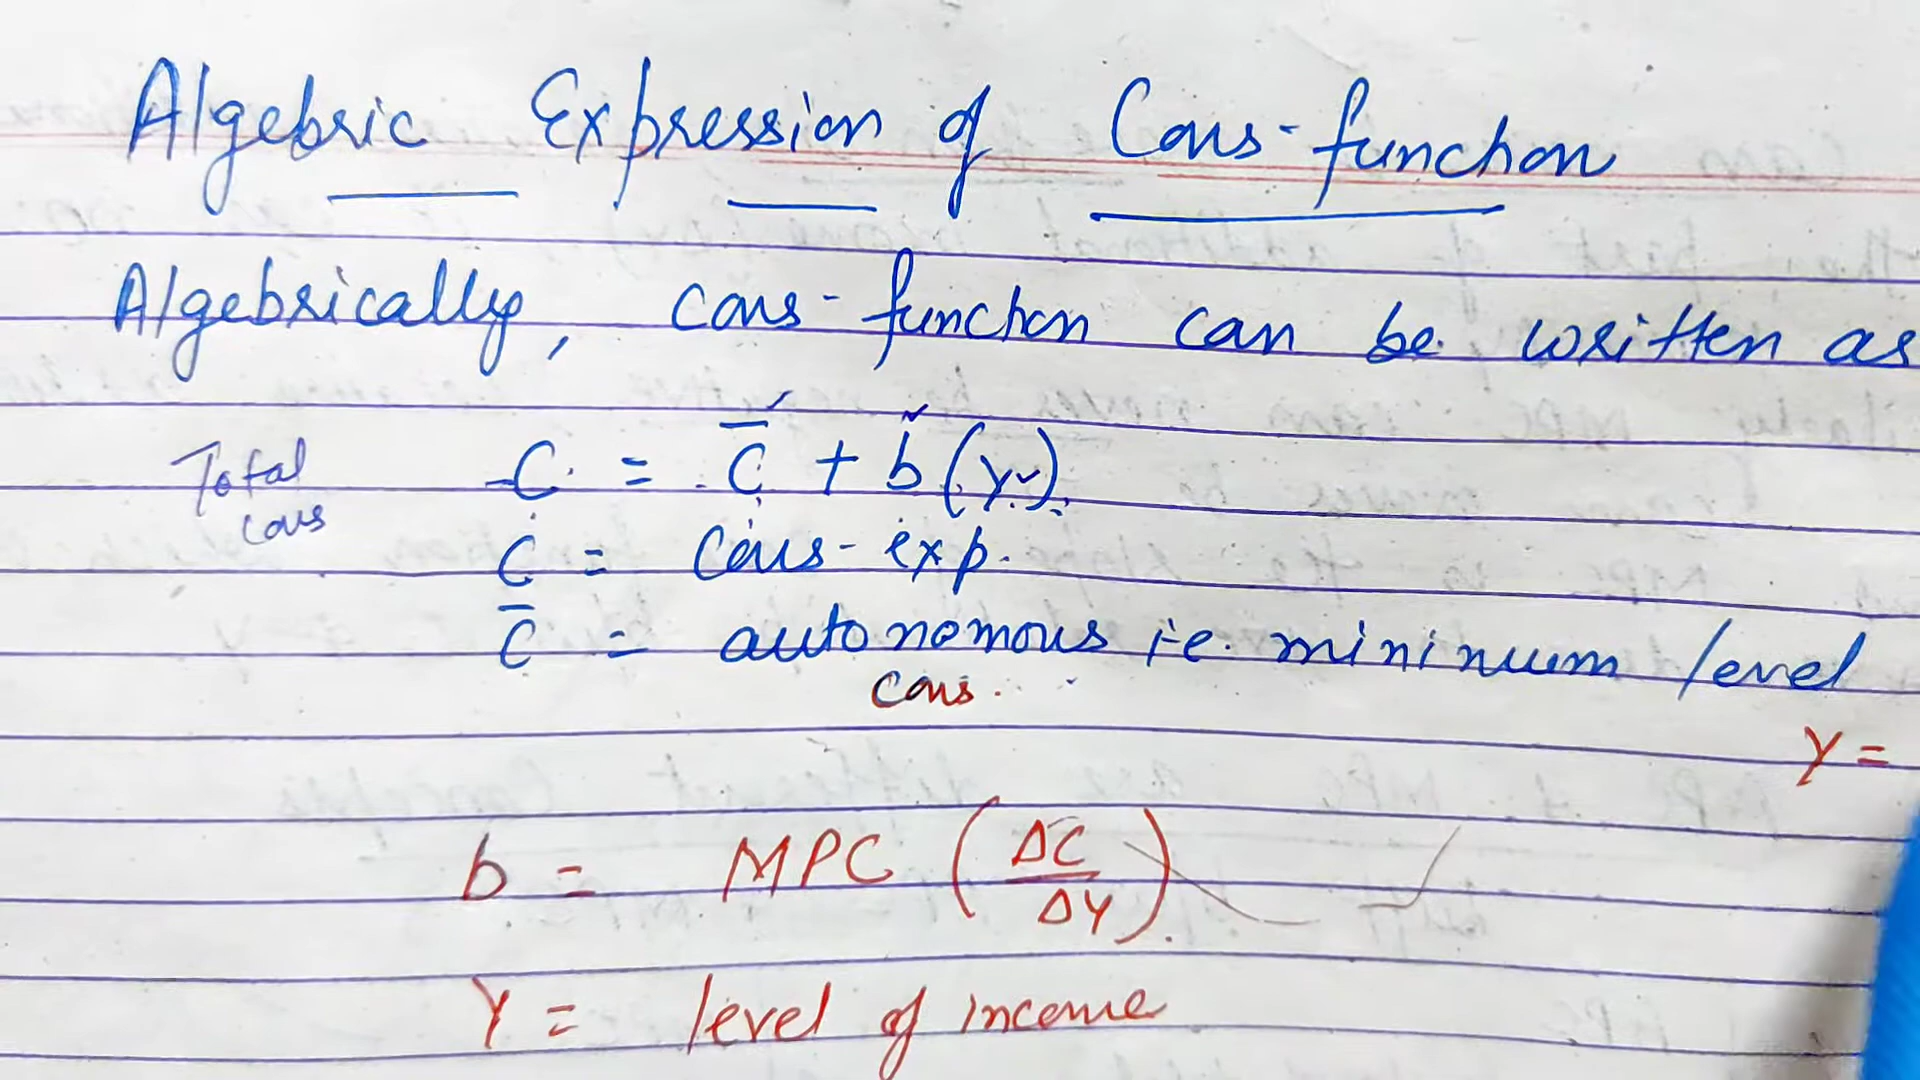 Algebric Expression of Cons-function
Algebrically, cons-function can be written as
Total cons
C = C̅ + b(Y)
C = Cons-exp.
C̅ = autonomous i.e. mininum level
cons.
Y =
b = MPC (ΔC/ΔY)
Y = level of income